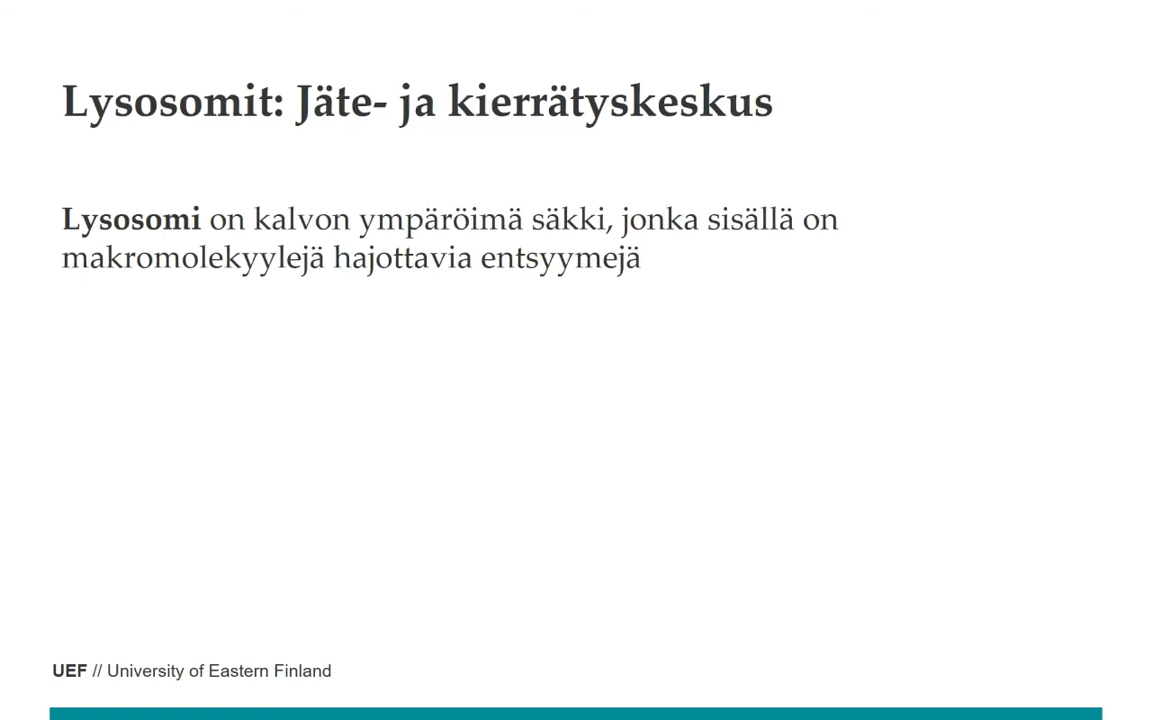 Lysosomit: Jäte- ja kierrätyskeskus
Lysosomi on kalvon ympäröimä säkki, jonka sisällä on
makromolekyylejä hajottavia entsyymejä
UEF // University of Eastern Finland